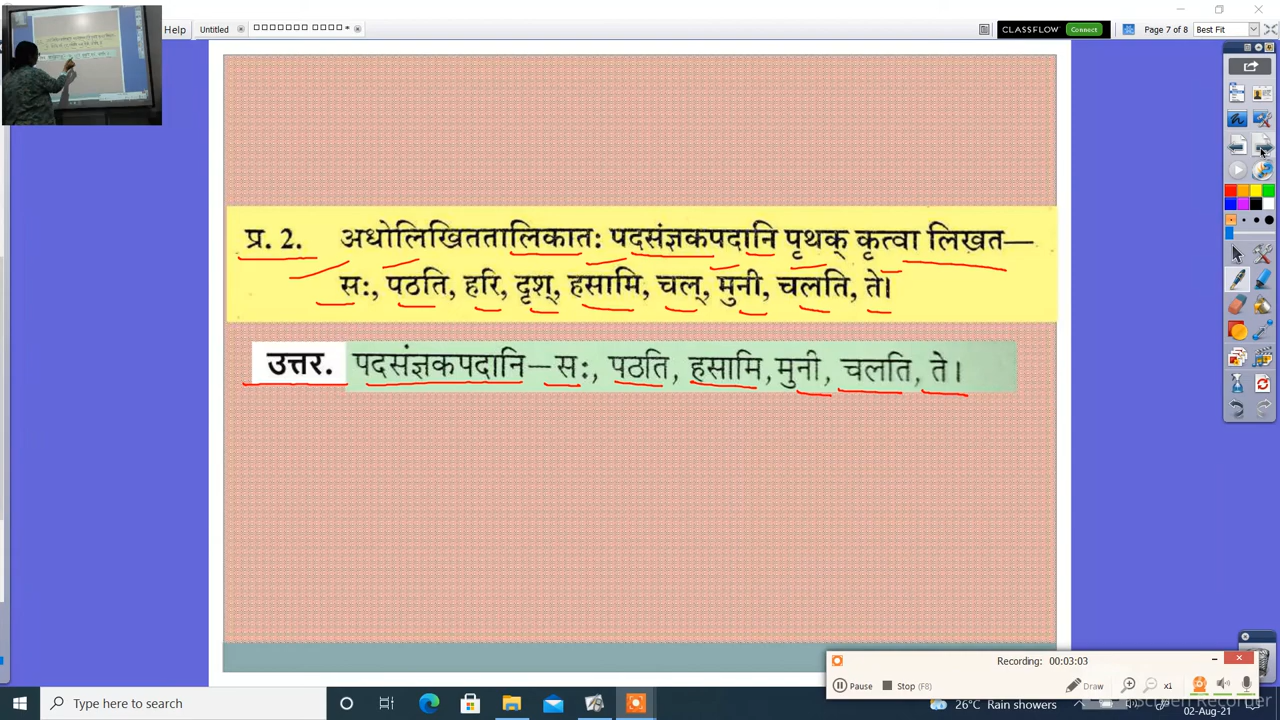 Help
Untitled
CLASSFLOW
Connect
Page 7 of 8
Best Fit
प्र. 2. अधोलिखिततालिकातः पदसंज्ञकपदानि पृथक् कृत्वा लिखत—
सः, पठति, हरि, दृश्, हसामि, चल्, मुनी, चलति, ते।
उत्तर. पदसंज्ञकपदानि–सः, पठति, हसामि, मुनी, चलति, ते।
Recording: 00:03:03
Pause
Stop (F8)
Draw
x1
Type here to search
26°C Rain showers
02-Aug-21